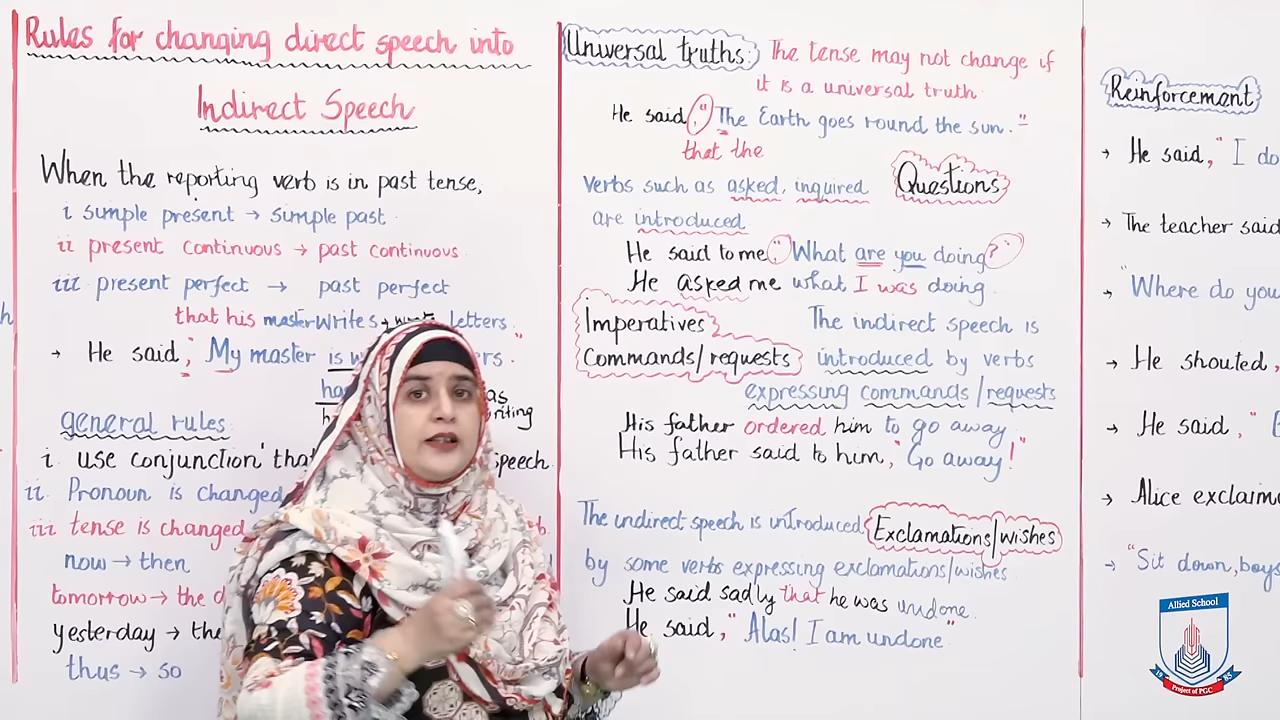 Rules for changing direct speech into
Indirect Speech
When the reporting verb is in past tense,
i simple present → simple past
ii present continuous → past continuous
iii present perfect → past perfect
that his master writes → letters.
→ He said, "My master is
as
general rules
i. use conjunction 'that speech
ii. Pronoun is changed
iii tense is changed
now → then
tomorrow → the
yesterday → the
thus → so
Universal truths: The tense may not change if
it is a universal truth
He said, "The Earth goes round the sun."
that the
Questions
Verbs such as asked, inquired
are introduced
He said to me, "What are you doing?"
He asked me what I was doing.
Imperatives The indirect speech is
Commands/requests introduced by verbs
expressing commands/requests
His father ordered him to go away
His father said to him, "Go away!"
The indirect speech is introduced Exclamations/wishes
by some verbs expressing exclamations/wishes
He said sadly that he was undone.
He said, "Alas! I am undone"
Reinforcement
→ He said, "I do
→ The teacher said
→ "Where do you
→ He shouted,
→ He said, "
→ Alice exclaim
→ "Sit down, boys
Allied School
19 85
Project of PGC